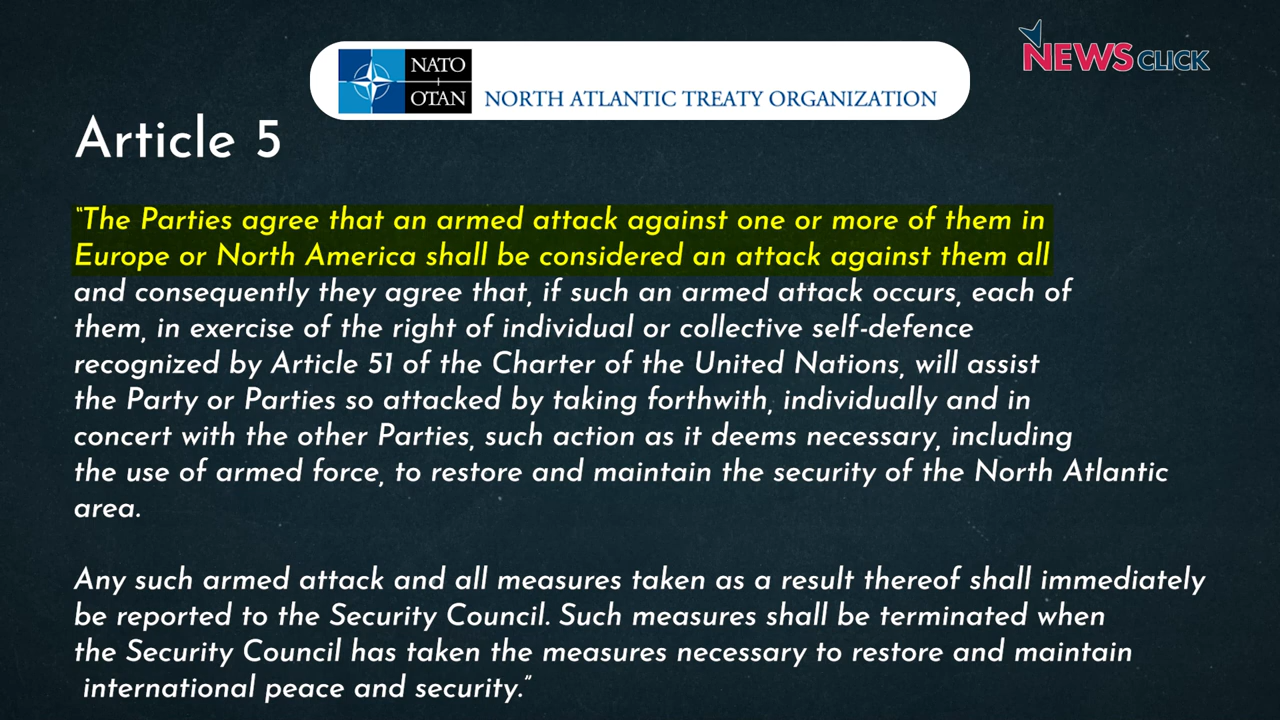 NEWSCLICK
NATO
OTAN
NORTH ATLANTIC TREATY ORGANIZATION
Article 5
“The Parties agree that an armed attack against one or more of them in
Europe or North America shall be considered an attack against them all
and consequently they agree that, if such an armed attack occurs, each of
them, in exercise of the right of individual or collective self-defence
recognized by Article 51 of the Charter of the United Nations, will assist
the Party or Parties so attacked by taking forthwith, individually and in
concert with the other Parties, such action as it deems necessary, including
the use of armed force, to restore and maintain the security of the North Atlantic
area.
Any such armed attack and all measures taken as a result thereof shall immediately
be reported to the Security Council. Such measures shall be terminated when
the Security Council has taken the measures necessary to restore and maintain
international peace and security.”